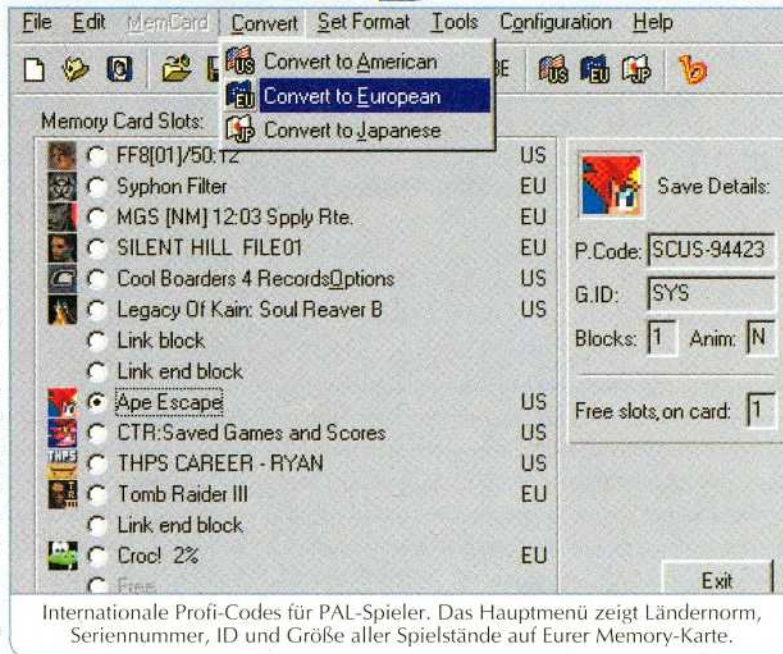 File Edit MemCard Convert Set Format Tools Configuration Help
Convert to American
Convert to European
Convert to Japanese
US EU JP
Memory Card Slots:
FF8[01]/50:12 US
Syphon Filter EU
MGS [NM] 12:03 Spply Rte. EU
SILENT HILL FILE01 EU
Cool Boarders 4 RecordsOptions US
Legacy Of Kain: Soul Reaver B US
Link block
Link end block
Ape Escape US
CTR:Saved Games and Scores US
THPS CAREER - RYAN US
Tomb Raider III EU
Link end block
Croc! 2% EU
Free
Save Details:
P.Code: SCUS-94423
G.ID: SYS
Blocks: 1 Anim: N
Free slots on card: 1
Exit
Internationale Profi-Codes für PAL-Spieler. Das Hauptmenü zeigt Ländernorm,
Seriennummer, ID und Größe aller Spielstände auf Eurer Memory-Karte.